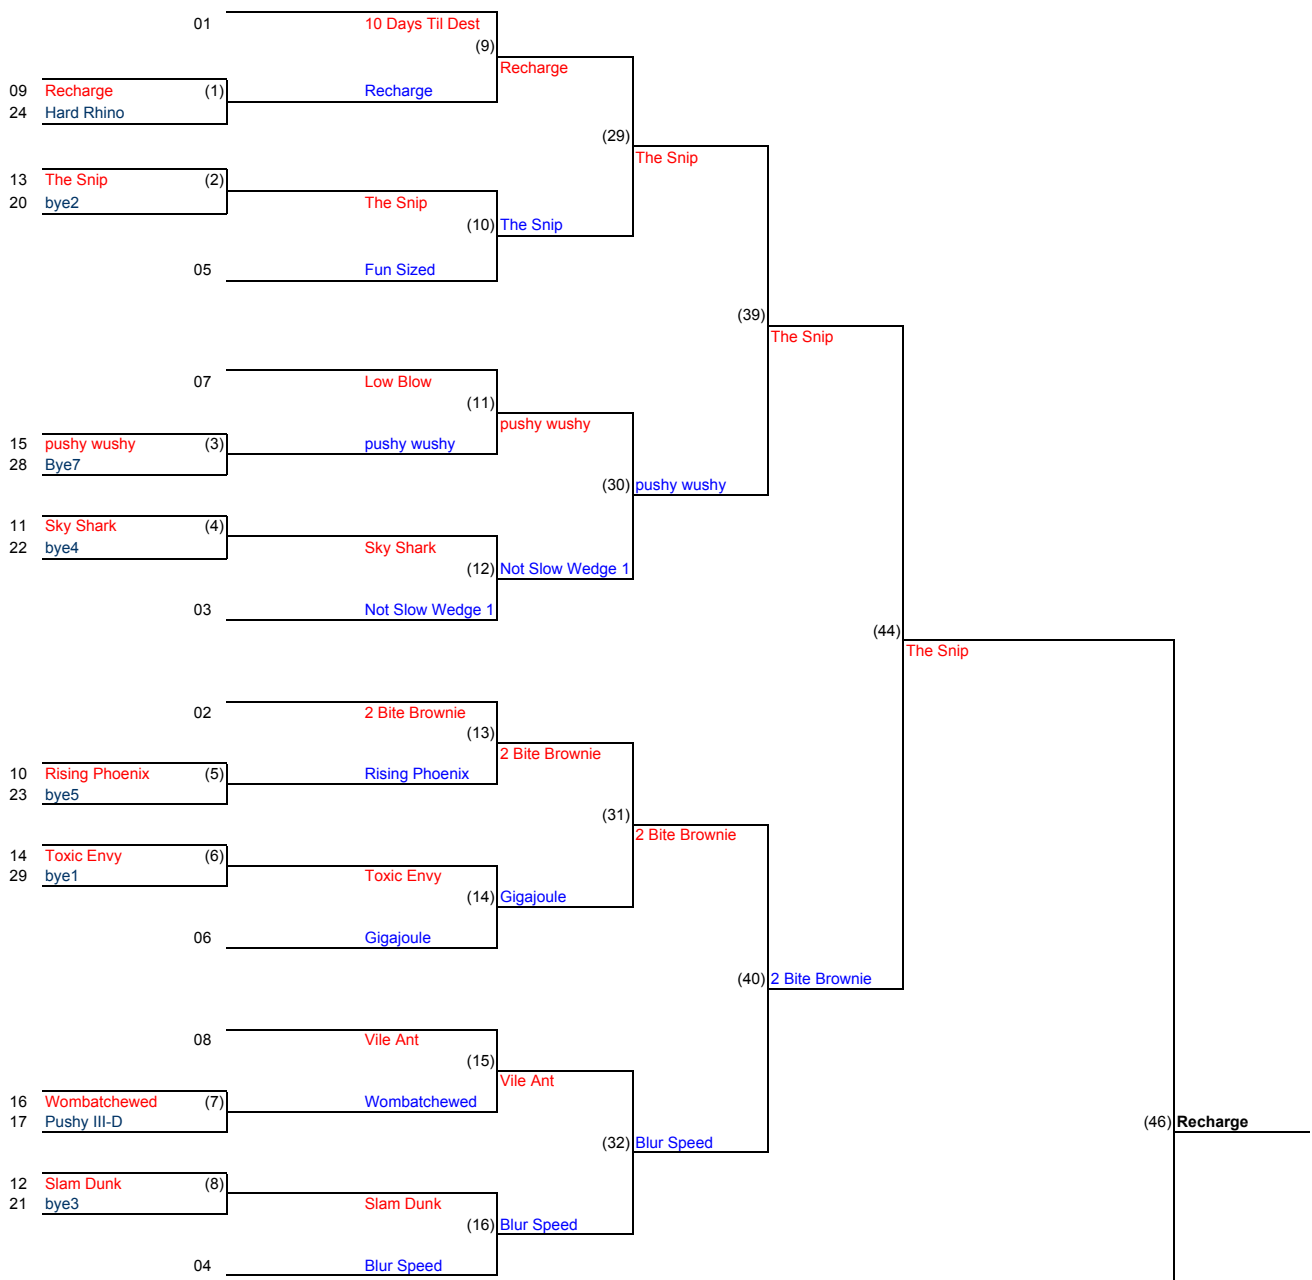 01 10 Days Til Dest
(9)
Recharge
09 Recharge (1) Recharge
24 Hard Rhino
(29)
The Snip
13 The Snip (2)
20 bye2 The Snip
(10) The Snip
05 Fun Sized
(39)
The Snip
07 Low Blow
(11)
pushy wushy
15 pushy wushy (3) pushy wushy
28 Bye7
(30) pushy wushy
11 Sky Shark (4)
22 bye4 Sky Shark
(12) Not Slow Wedge 1
03 Not Slow Wedge 1
(44)
The Snip
02 2 Bite Brownie
(13)
2 Bite Brownie
10 Rising Phoenix (5) Rising Phoenix
23 bye5
(31)
2 Bite Brownie
14 Toxic Envy (6)
29 bye1 Toxic Envy
(14) Gigajoule
06 Gigajoule
(40) 2 Bite Brownie
08 Vile Ant
(15)
Vile Ant
16 Wombatchewed (7) Wombatchewed
17 Pushy III-D
(46) Recharge
(32) Blur Speed
12 Slam Dunk (8)
21 bye3 Slam Dunk
(16) Blur Speed
04 Blur Speed